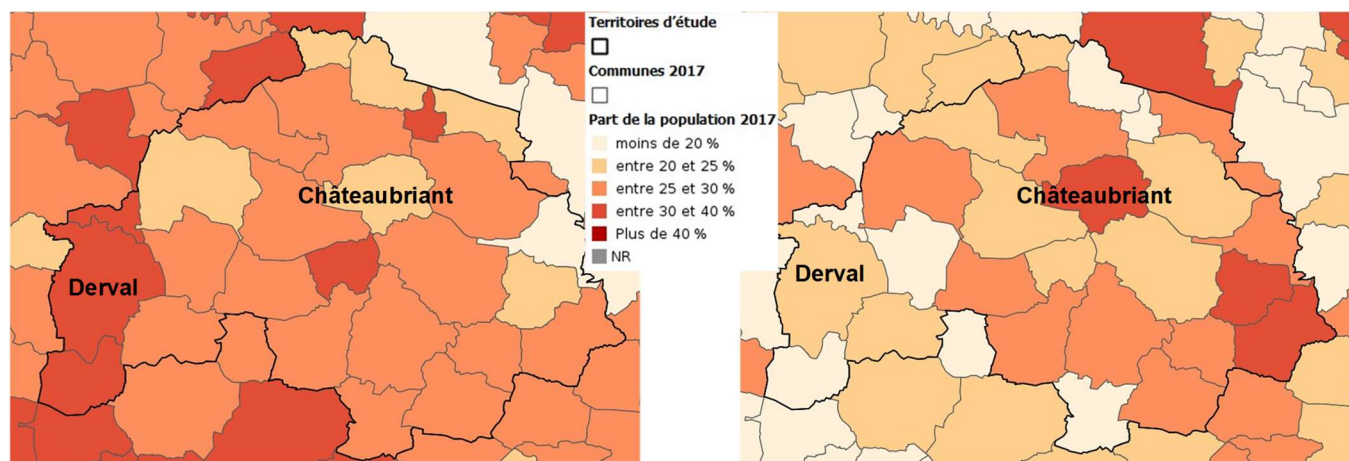 Territoires d'étude
Communes 2017
Part de la population 2017
moins de 20 %
entre 20 et 25 %
entre 25 et 30 %
entre 30 et 40 %
Plus de 40 %
NR
Châteaubriant
Derval
Châteaubriant
Derval